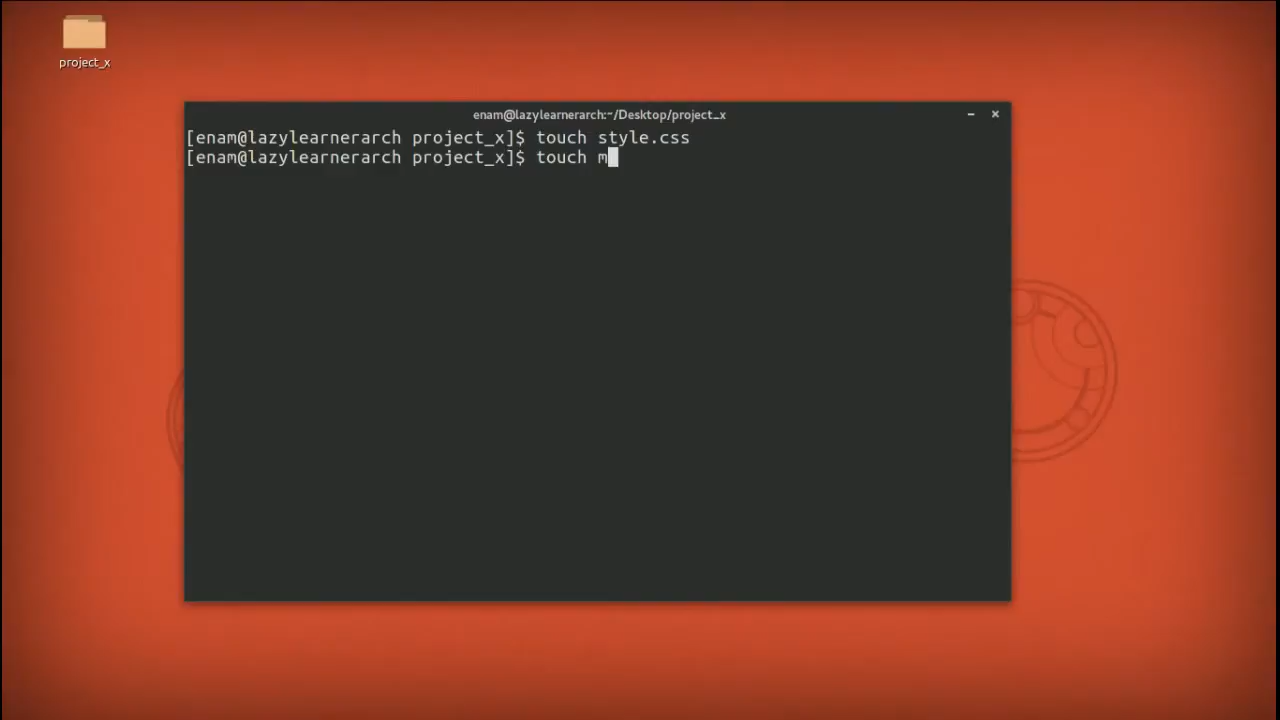 project_x
enam@lazylearnerarch:~/Desktop/project_x
[enam@lazylearnerarch project_x]$ touch style.css
[enam@lazylearnerarch project_x]$ touch m